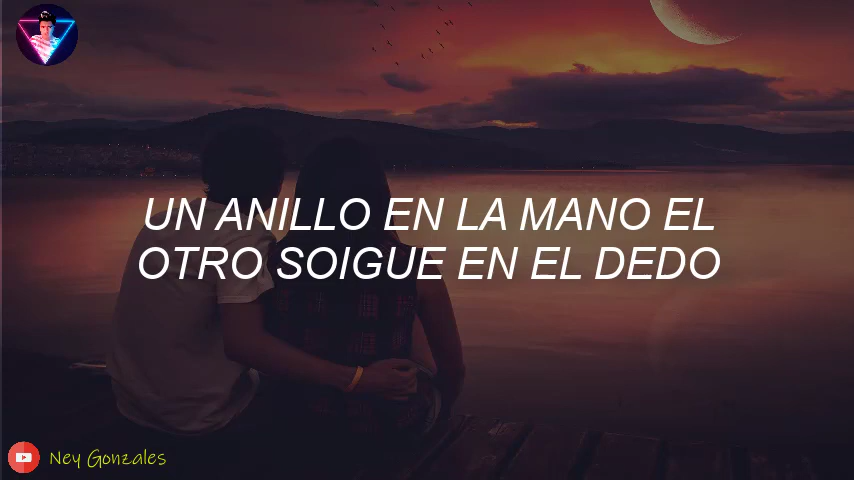 UN ANILLO EN LA MANO EL
OTRO SOIGUE EN EL DEDO
Ney Gonzales